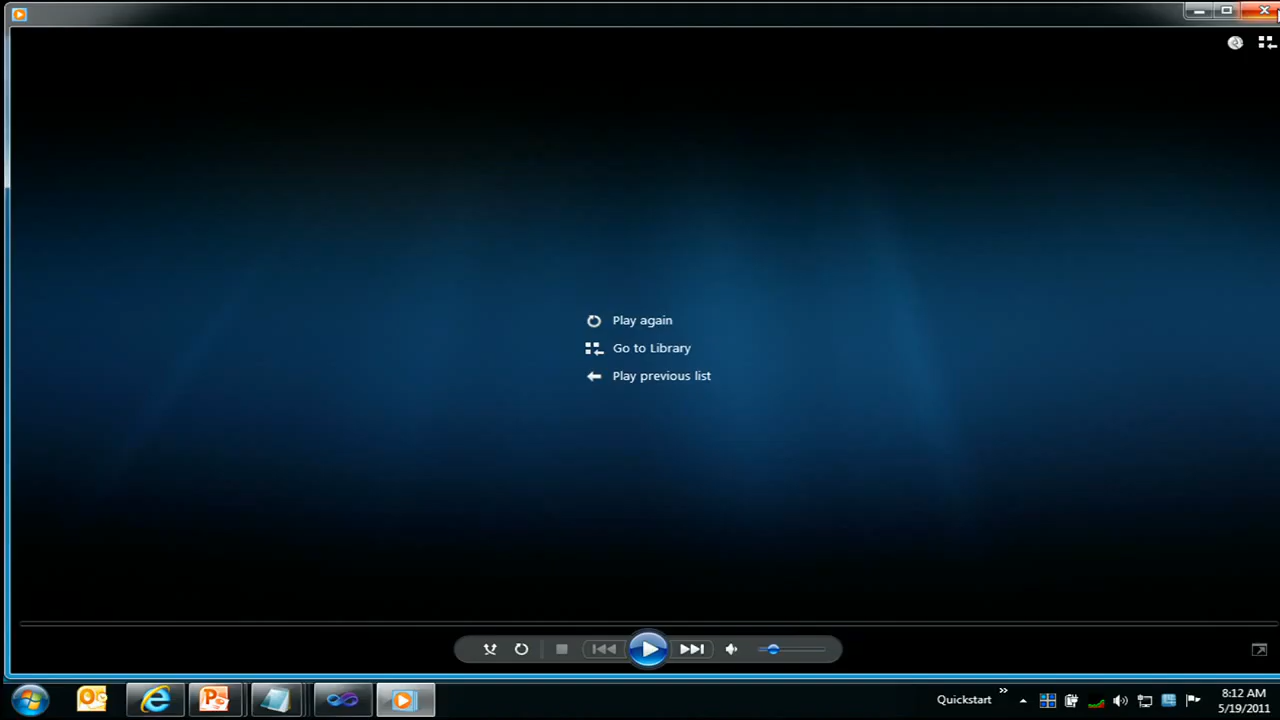 Play again
Go to Library
Play previous list
Quickstart
8:12 AM
5/19/2011